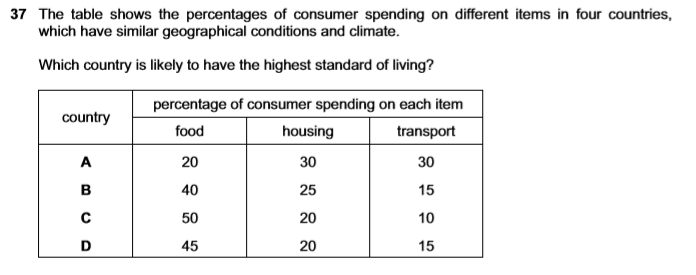 37 The table shows the percentages of consumer spending on different items in four countries,
which have similar geographical conditions and climate.
Which country is likely to have the highest standard of living?
country percentage of consumer spending on each item
food housing transport
A 20 30 30
B 40 25 15
C 50 20 10
D 45 20 15